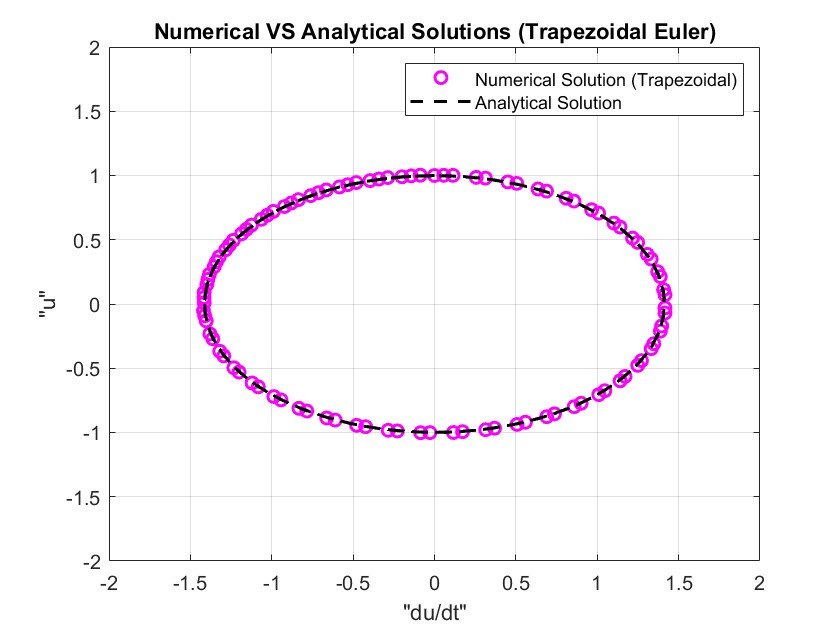 Numerical VS Analytical Solutions (Trapezoidal Euler)
Numerical Solution (Trapezoidal)
Analytical Solution
2
1.5
1
0.5
0
-0.5
-1
-1.5
-2
"u"
-2 -1.5 -1 -0.5 0 0.5 1 1.5 2
"du/dt"